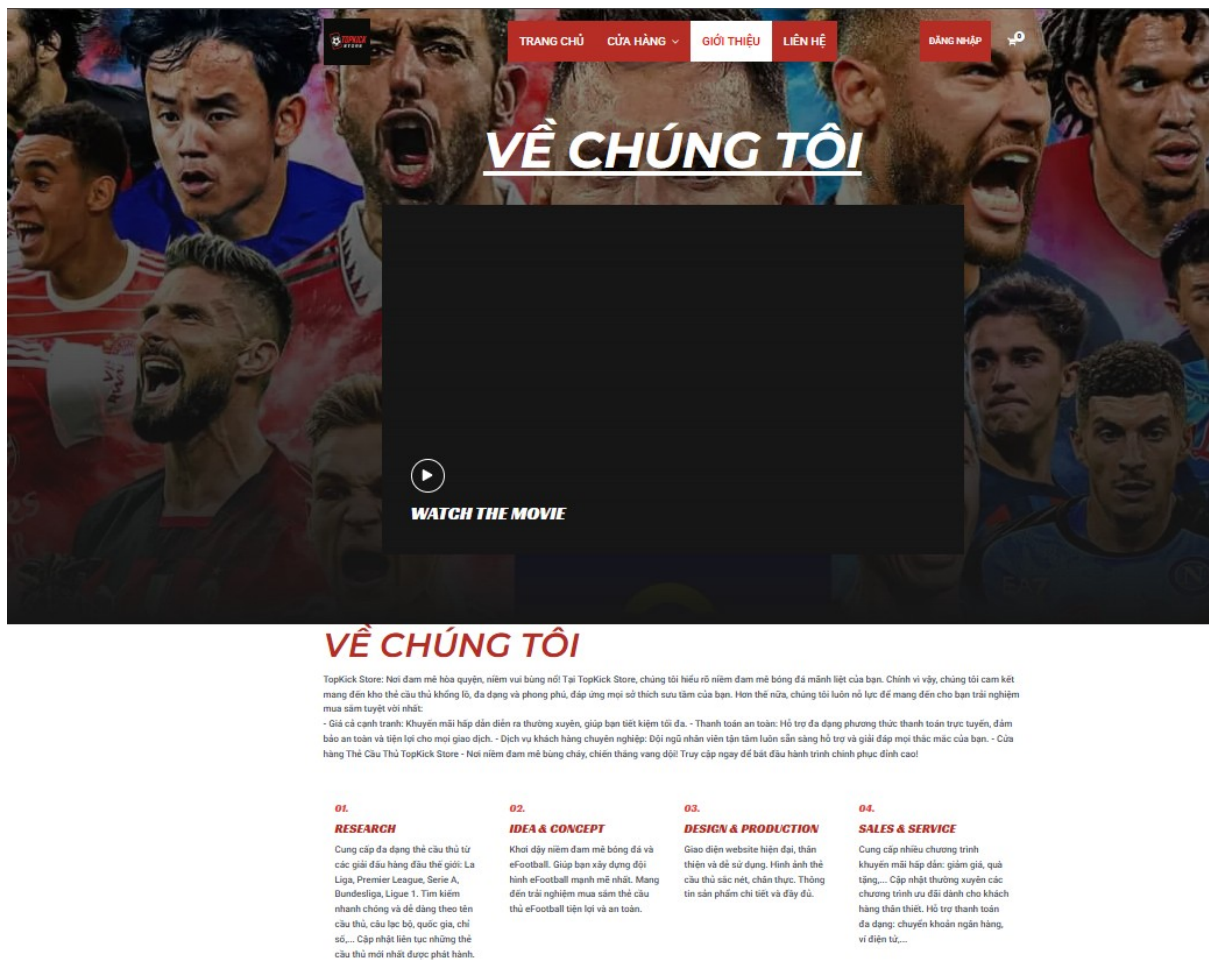 TOPKICK
STORE
TRANG CHỦ
CỬA HÀNG
GIỚI THIỆU
LIÊN HỆ
ĐĂNG NHẬP
0
VỀ CHÚNG TÔI
WATCH THE MOVIE
VỀ CHÚNG TÔI
TopKick Store: Nơi đam mê hòa quyện, niềm vui bùng nổ! Tại TopKick Store, chúng tôi hiểu rõ niềm đam mê bóng đá mãnh liệt của bạn. Chính vì vậy, chúng tôi cam kết
mang đến kho thẻ cầu thủ khổng lồ, đa dạng và phong phú, đáp ứng mọi sở thích sưu tầm của bạn. Hơn thế nữa, chúng tôi luôn nỗ lực để mang đến cho bạn trải nghiệm
mua sắm tuyệt vời nhất:
- Giá cả cạnh tranh: Khuyến mãi hấp dẫn diễn ra thường xuyên, giúp bạn tiết kiệm tối đa. - Thanh toán an toàn: Hỗ trợ đa dạng phương thức thanh toán trực tuyến, đảm
bảo an toàn và tiện lợi cho mọi giao dịch. - Dịch vụ khách hàng chuyên nghiệp: Đội ngũ nhân viên tận tâm luôn sẵn sàng hỗ trợ và giải đáp mọi thắc mắc của bạn. - Cửa
hàng Thẻ Cầu Thủ TopKick Store - Nơi niềm đam mê bùng cháy, chiến thắng vang dội! Truy cập ngay để bắt đầu hành trình chinh phục đỉnh cao!
01.
RESEARCH
Cung cấp đa dạng thẻ cầu thủ từ
các giải đấu hàng đầu thế giới: La
Liga, Premier League, Serie A,
Bundesliga, Ligue 1. Tìm kiếm
nhanh chóng và dễ dàng theo tên
cầu thủ, câu lạc bộ, quốc gia, chỉ
số,... Cập nhật liên tục những thẻ
cầu thủ mới nhất được phát hành.
02.
IDEA & CONCEPT
Khơi dậy niềm đam mê bóng đá và
eFootball. Giúp bạn xây dựng đội
hình eFootball mạnh mẽ nhất. Mang
đến trải nghiệm mua sắm thẻ cầu
thủ eFootball tiện lợi và an toàn.
03.
DESIGN & PRODUCTION
Giao diện website hiện đại, thân
thiện và dễ sử dụng. Hình ảnh thẻ
cầu thủ sắc nét, chân thực. Thông
tin sản phẩm chi tiết và đầy đủ.
04.
SALES & SERVICE
Cung cấp nhiều chương trình
khuyến mãi hấp dẫn: giảm giá, quà
tặng,... Cập nhật thường xuyên các
chương trình ưu đãi dành cho khách
hàng thân thiết. Hỗ trợ thanh toán
đa dạng: chuyển khoản ngân hàng,
ví điện tử,...